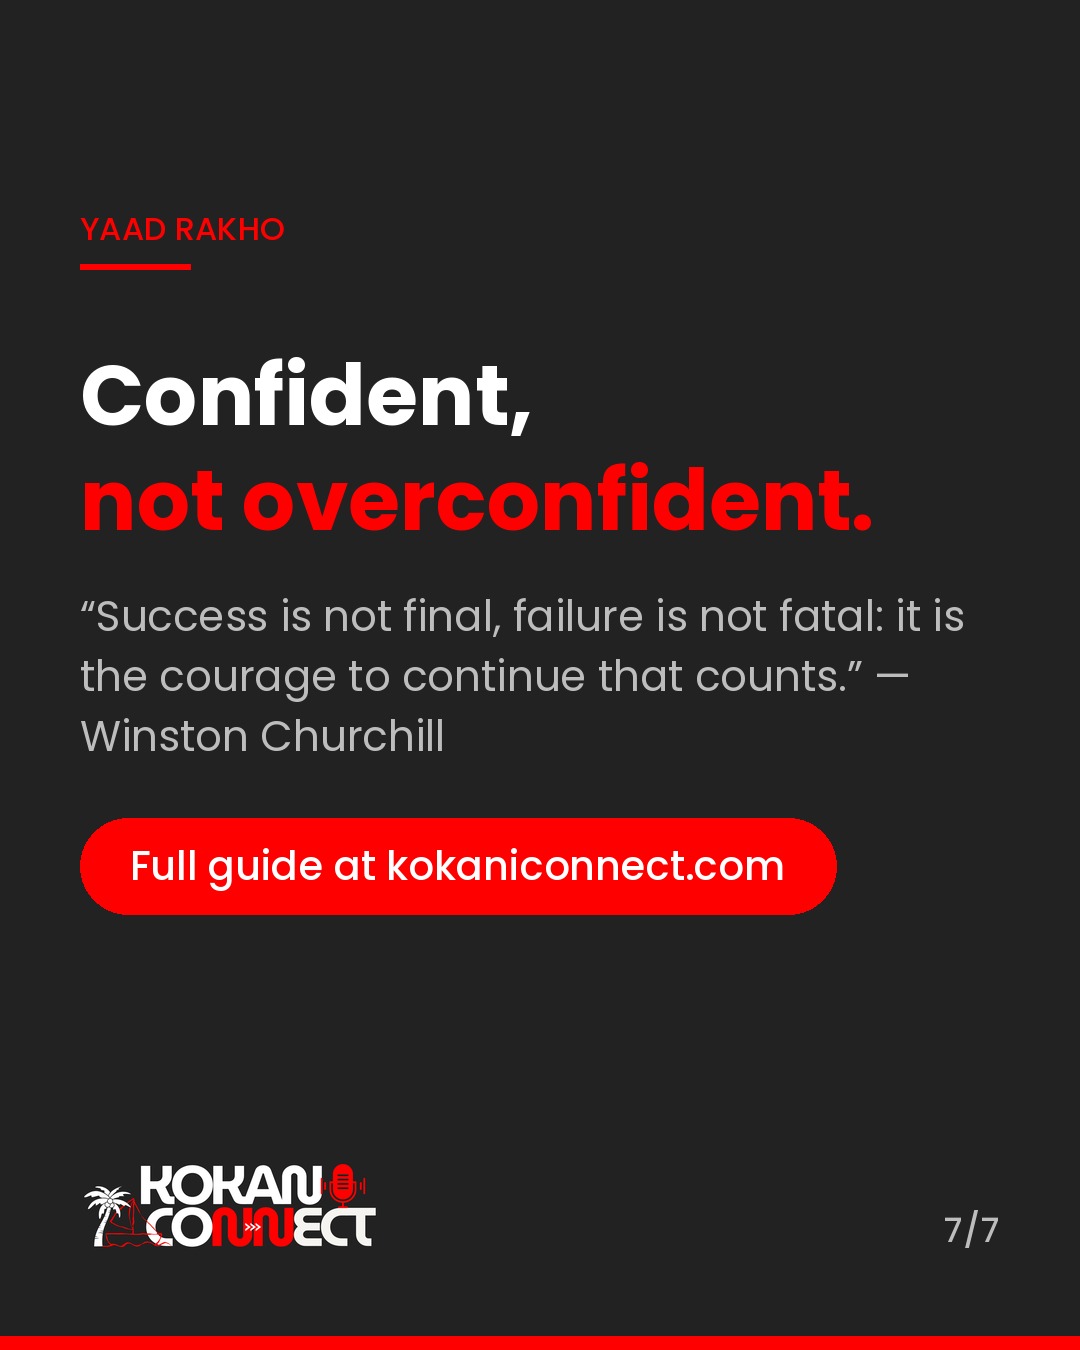 YAAD RAKHO
Confident,
not overconfident.
“Success is not final, failure is not fatal: it is
the courage to continue that counts.” —
Winston Churchill
Full guide at kokaniconnect.com
KOKANI
CONNECT
7/7